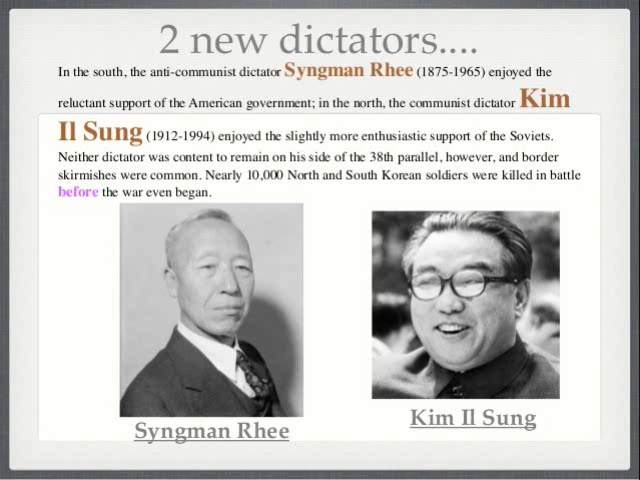 2 new dictators....
In the south, the anti-communist dictator Syngman Rhee (1875-1965) enjoyed the
reluctant support of the American government; in the north, the communist dictator Kim
Il Sung (1912-1994) enjoyed the slightly more enthusiastic support of the Soviets.
Neither dictator was content to remain on his side of the 38th parallel, however, and border
skirmishes were common. Nearly 10,000 North and South Korean soldiers were killed in battle
before the war even began.
Syngman Rhee
Kim Il Sung